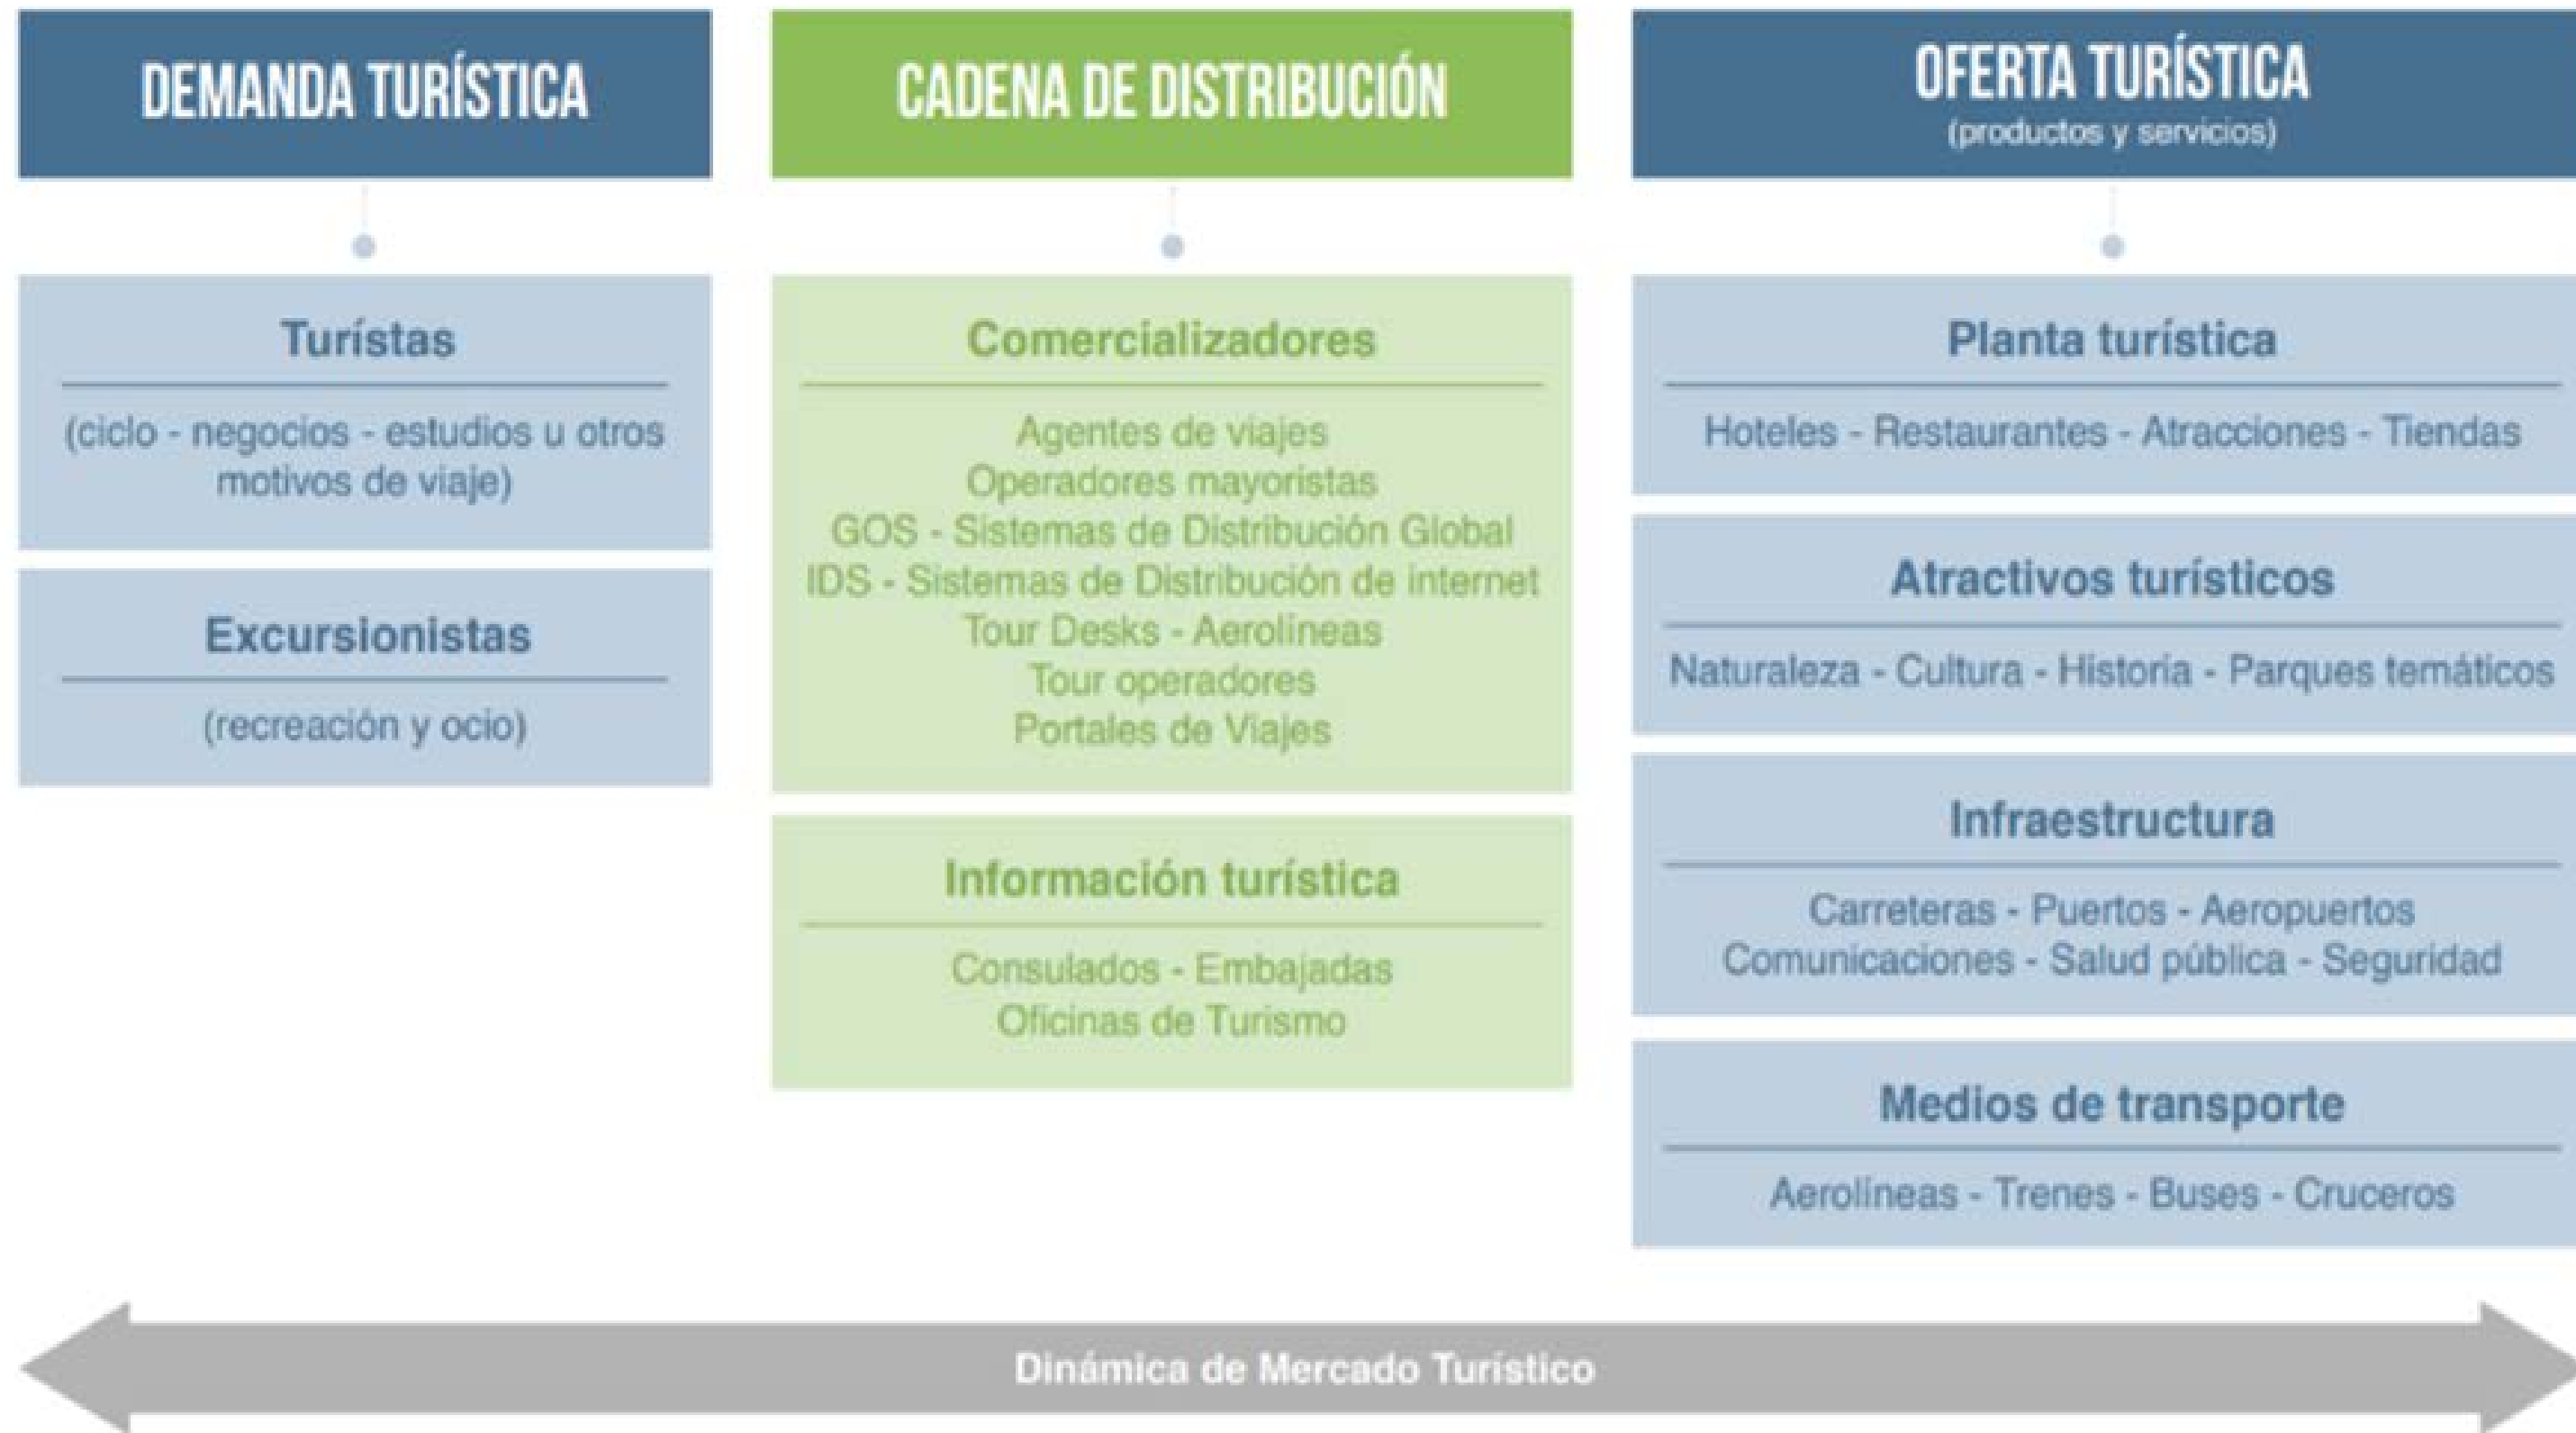 DEMANDA TURÍSTICA
Turístas
(ciclo - negocios - estudios u otros
motivos de viaje)
Excursionistas
(recreación y ocio)
CADENA DE DISTRIBUCIÓN
Comercializadores
Agentes de viajes
Operadores mayoristas
GOS - Sistemas de Distribución Global
IDS - Sistemas de Distribución de internet
Tour Desks - Aerolíneas
Tour operadores
Portales de Viajes
Información turística
Consulados - Embajadas
Oficinas de Turismo
OFERTA TURÍSTICA
(productos y servicios)
Planta turística
Hoteles - Restaurantes - Atracciones - Tiendas
Atractivos turísticos
Naturaleza - Cultura - Historia - Parques temáticos
Infraestructura
Carreteras - Puertos - Aeropuertos
Comunicaciones - Salud pública - Seguridad
Medios de transporte
Aerolíneas - Trenes - Buses - Cruceros
Dinámica de Mercado Turístico